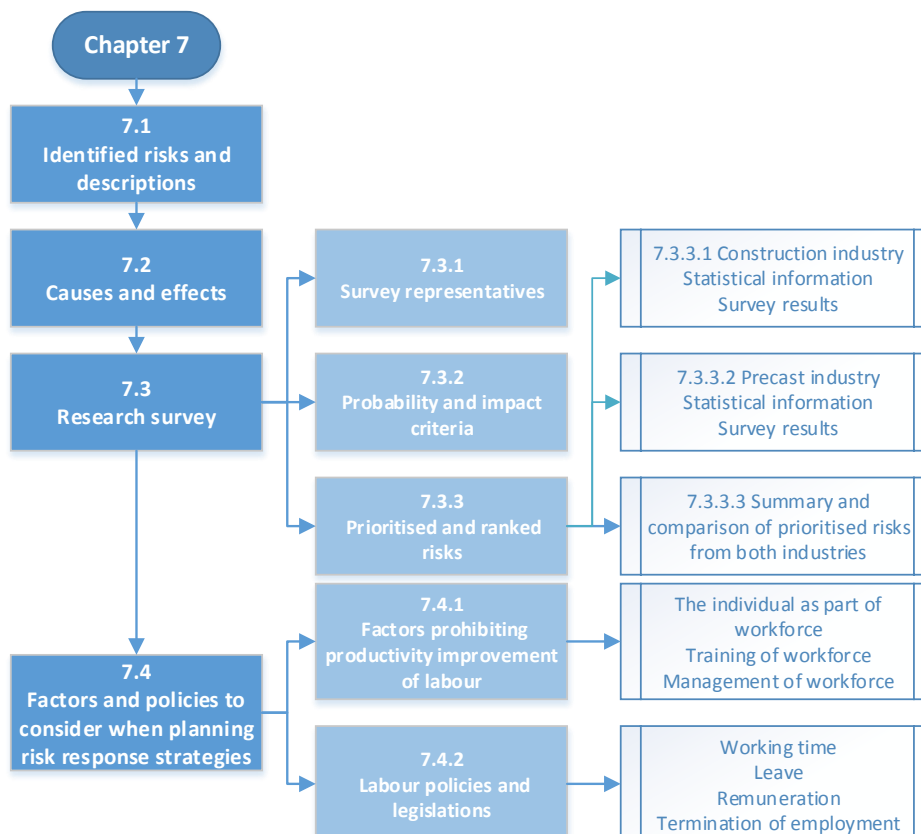 Chapter 7
7.1
Identified risks and
descriptions
7.2
Causes and effects
7.3
Research survey
7.3.1
Survey representatives
7.3.2
Probability and impact
criteria
7.3.3
Prioritised and ranked
risks
7.3.3.1 Construction industry
Statistical information
Survey results
7.3.3.2 Precast industry
Statistical information
Survey results
7.3.3.3 Summary and
comparison of prioritised risks
from both industries
7.4
Factors and policies to
consider when planning
risk response strategies
7.4.1
Factors prohibiting
productivity improvement
of labour
The individual as part of
workforce
Training of workforce
Management of workforce
7.4.2
Labour policies and
legislations
Working time
Leave
Remuneration
Termination of employment